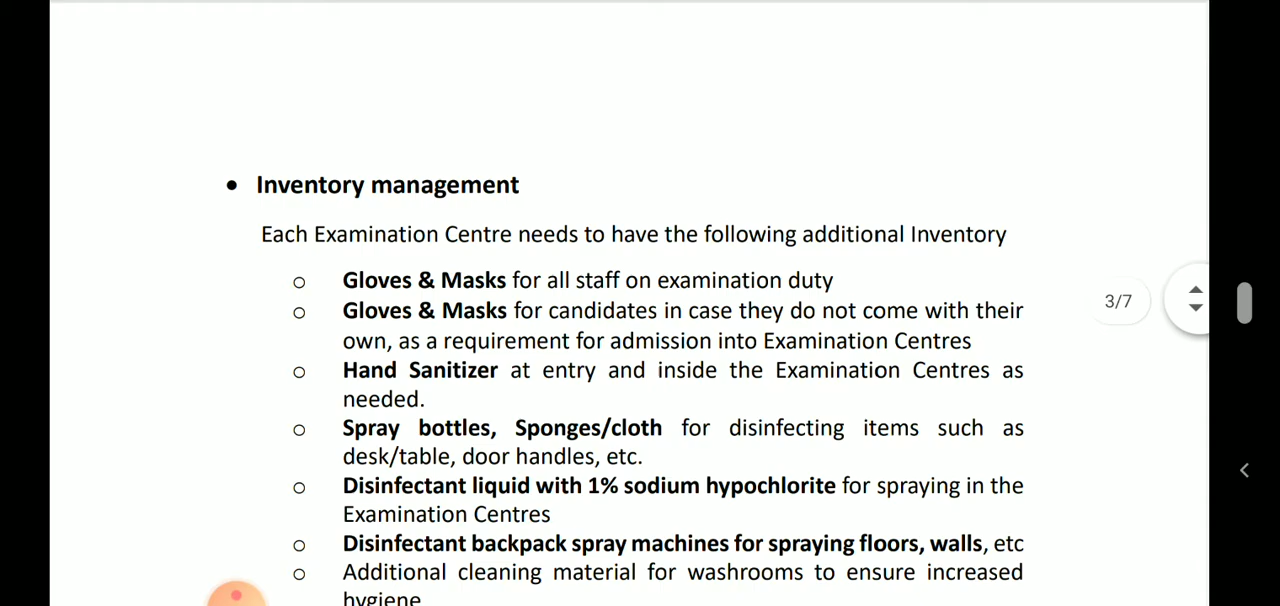 • Inventory management
Each Examination Centre needs to have the following additional Inventory
o Gloves & Masks for all staff on examination duty
o Gloves & Masks for candidates in case they do not come with their
own, as a requirement for admission into Examination Centres
3/7
o Hand Sanitizer at entry and inside the Examination Centres as
needed.
o Spray bottles, Sponges/cloth for disinfecting items such as
desk/table, door handles, etc.
o Disinfectant liquid with 1% sodium hypochlorite for spraying in the
Examination Centres
o Disinfectant backpack spray machines for spraying floors, walls, etc
o Additional cleaning material for washrooms to ensure increased
hygiene